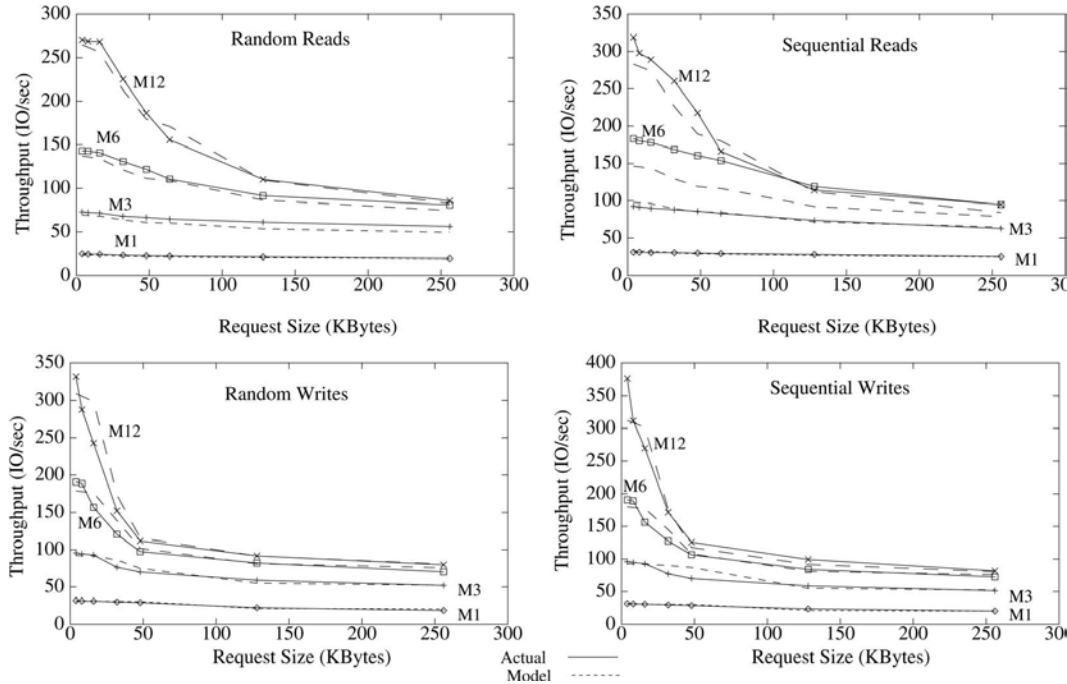 Random Reads
Throughput (IO/sec)
300
250
200
150
100
50
0
M12
M6
M3
M1
0 50 100 150 200 250 300
Request Size (KBytes)
Sequential Reads
Throughput (IO/sec)
350
300
250
200
150
100
50
0
M12
M6
M3
M1
0 50 100 150 200 250 300
Request Size (KBytes)
Random Writes
Throughput (IO/sec)
350
300
250
200
150
100
50
0
M12
M6
M3
M1
0 50 100 150 200 250 300
Request Size (KBytes)
Sequential Writes
Throughput (IO/sec)
400
350
300
250
200
150
100
50
0
M12
M6
M3
M1
0 50 100 150 200 250
Request Size (KBytes)
Actual
Model